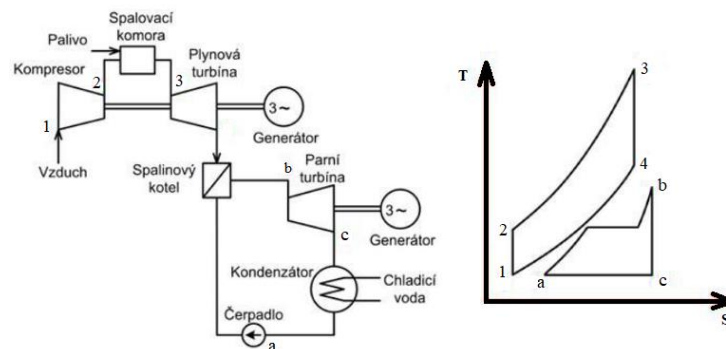 Spalovací
komora
Palivo
Plynová
turbína
Kompresor
2
3
1
3~
Generátor
Vzduch
Spalinový
kotel
b
Parní
turbína
3~
Generátor
c
Kondenzátor
Chladicí
voda
Čerpadlo
a
T
3
4
b
2
1
a
c
S